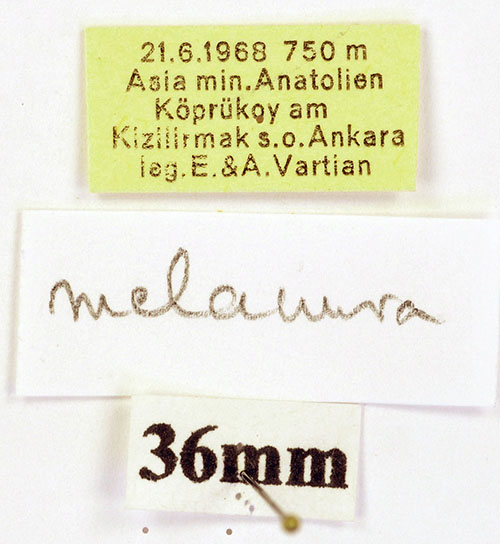 21.6.1968 750 m
Asia min.Anatolien
Köprükoy am
Kizilirmak s.o.Ankara
leg.E.&A.Vartian
melanura
36mm